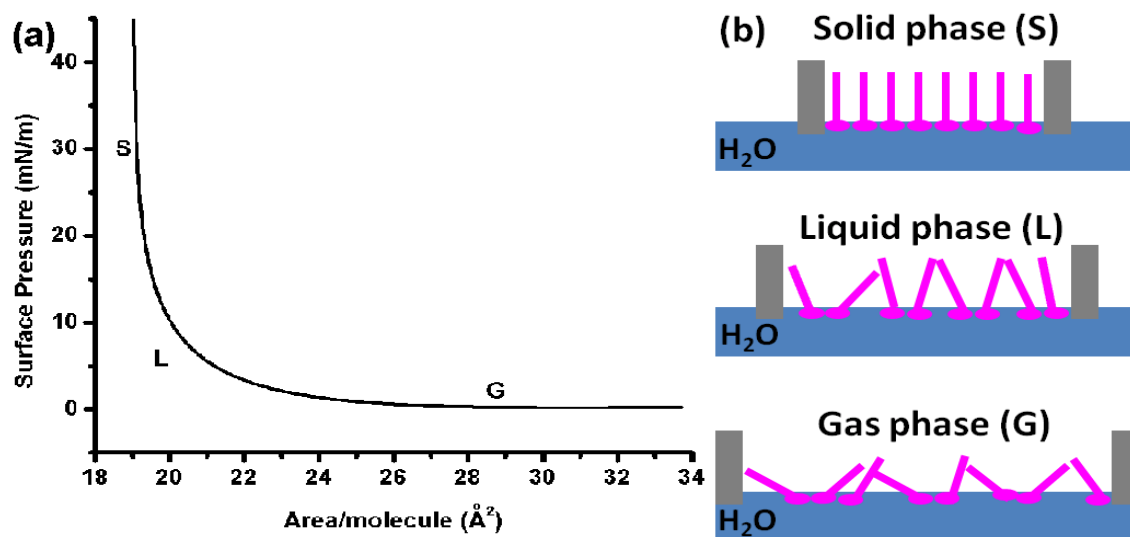 (a)
40
30
20
10
0
Surface Pressure (mN/m)
S
L
G
18 20 22 24 26 28 30 32 34
Area/molecule (Å²)
(b)
Solid phase (S)
H₂O
Liquid phase (L)
H₂O
Gas phase (G)
H₂O